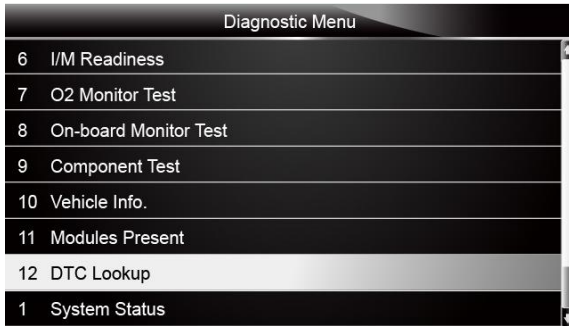 Diagnostic Menu
6 I/M Readiness
7 O2 Monitor Test
8 On-board Monitor Test
9 Component Test
10 Vehicle Info.
11 Modules Present
12 DTC Lookup
1 System Status